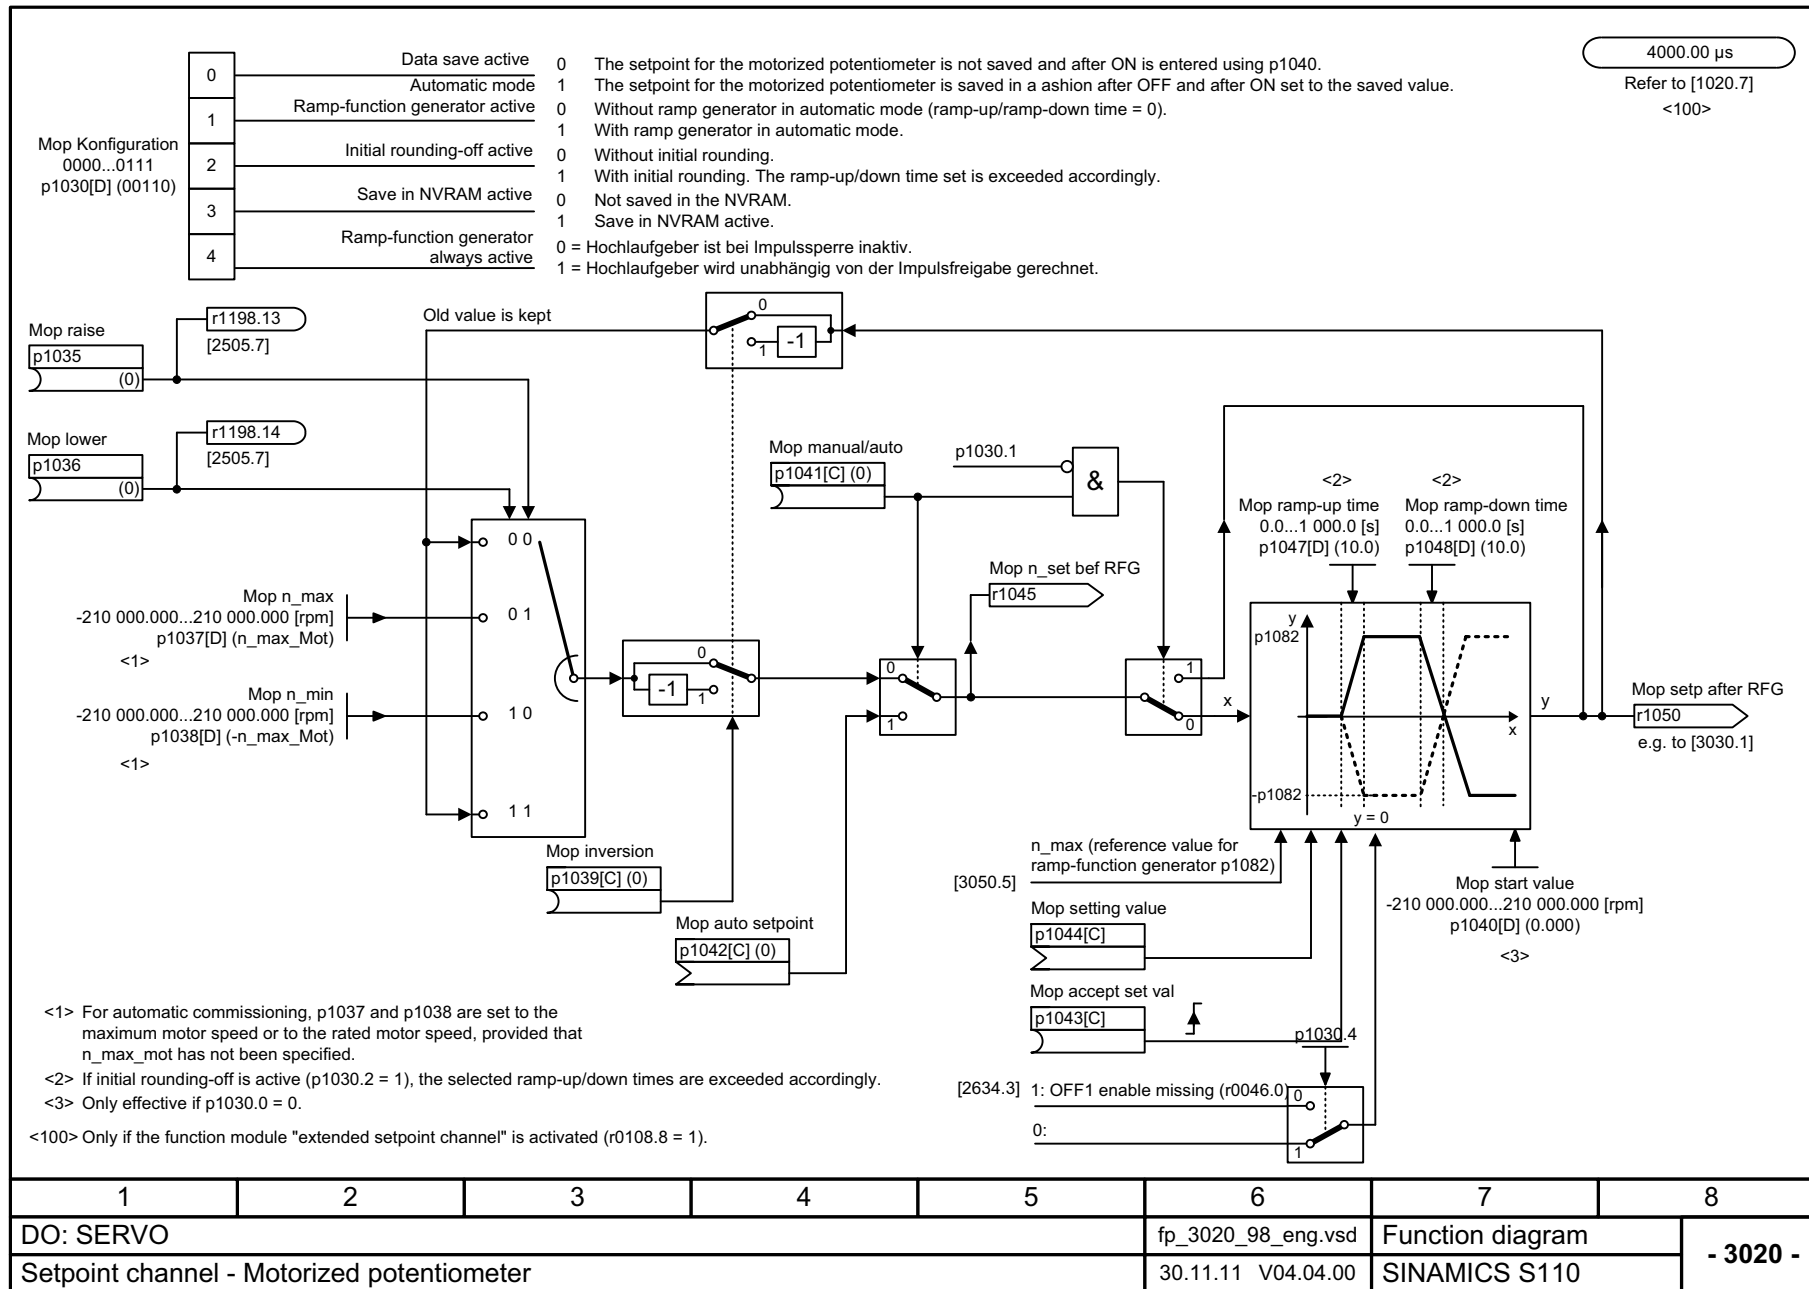 4000.00 µs
Refer to [1020.7]
<100>
Mop Konfiguration
0000...0111
p1030[D] (00110)
0
1
2
3
4
Data save active
0 The setpoint for the motorized potentiometer is not saved and after ON is entered using p1040.
Automatic mode
1 The setpoint for the motorized potentiometer is saved in a ashion after OFF and after ON set to the saved value.
Ramp-function generator active
0 Without ramp generator in automatic mode (ramp-up/ramp-down time = 0).
1 With ramp generator in automatic mode.
Initial rounding-off active
0 Without initial rounding.
1 With initial rounding. The ramp-up/down time set is exceeded accordingly.
Save in NVRAM active
0 Not saved in the NVRAM.
1 Save in NVRAM active.
Ramp-function generator
always active
0 = Hochlaufgeber ist bei Impulssperre inaktiv.
1 = Hochlaufgeber wird unabhängig von der Impulsfreigabe gerechnet.
Mop raise
p1035
(0)
r1198.13
[2505.7]
Old value is kept
0
1
-1
Mop lower
p1036
(0)
r1198.14
[2505.7]
Mop manual/auto
p1041[C] (0)
p1030.1
&
<2>
Mop ramp-up time
0.0...1 000.0 [s]
p1047[D] (10.0)
<2>
Mop ramp-down time
0.0...1 000.0 [s]
p1048[D] (10.0)
0 0
0 1
1 0
1 1
Mop n_max
-210 000.000...210 000.000 [rpm]
p1037[D] (n_max_Mot)
<1>
Mop n_min
-210 000.000...210 000.000 [rpm]
p1038[D] (-n_max_Mot)
<1>
-1
0
1
0
1
Mop n_set bef RFG
r1045
1
0
x
y
p1082
-p1082
x
y = 0
y
Mop setp after RFG
r1050
e.g. to [3030.1]
Mop inversion
p1039[C] (0)
Mop auto setpoint
p1042[C] (0)
n_max (reference value for
ramp-function generator p1082)
[3050.5]
Mop setting value
p1044[C]
Mop accept set val
p1043[C]
Mop start value
-210 000.000...210 000.000 [rpm]
p1040[D] (0.000)
<3>
p1030.4
[2634.3] 1: OFF1 enable missing (r0046.0)
0:
0
1
<1> For automatic commissioning, p1037 and p1038 are set to the
maximum motor speed or to the rated motor speed, provided that
n_max_mot has not been specified.
<2> If initial rounding-off is active (p1030.2 = 1), the selected ramp-up/down times are exceeded accordingly.
<3> Only effective if p1030.0 = 0.
<100> Only if the function module "extended setpoint channel" is activated (r0108.8 = 1).
1 2 3 4 5 6 7 8
DO: SERVO
fp_3020_98_eng.vsd
Function diagram
- 3020 -
Setpoint channel - Motorized potentiometer
30.11.11 V04.04.00
SINAMICS S110